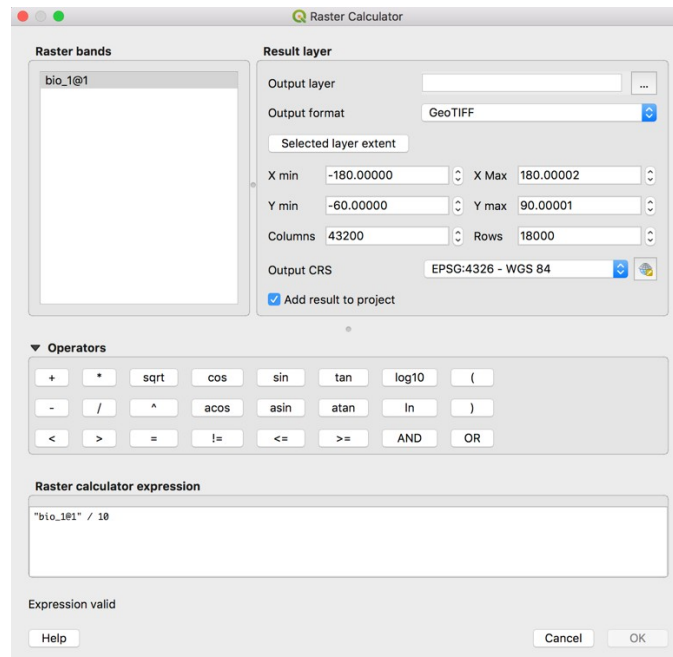 Raster Calculator
Raster bands
bio_1@1
Result layer
Output layer
...
Output format GeoTIFF
Selected layer extent
X min -180.00000 X Max 180.00002
Y min -60.00000 Y max 90.00001
Columns 43200 Rows 18000
Output CRS EPSG:4326 - WGS 84
Add result to project
Operators
+ * sqrt cos sin tan log10 (
- / ^ acos asin atan ln )
< > = != <= >= AND OR
Raster calculator expression
"bio_1@1" / 10
Expression valid
Help Cancel OK